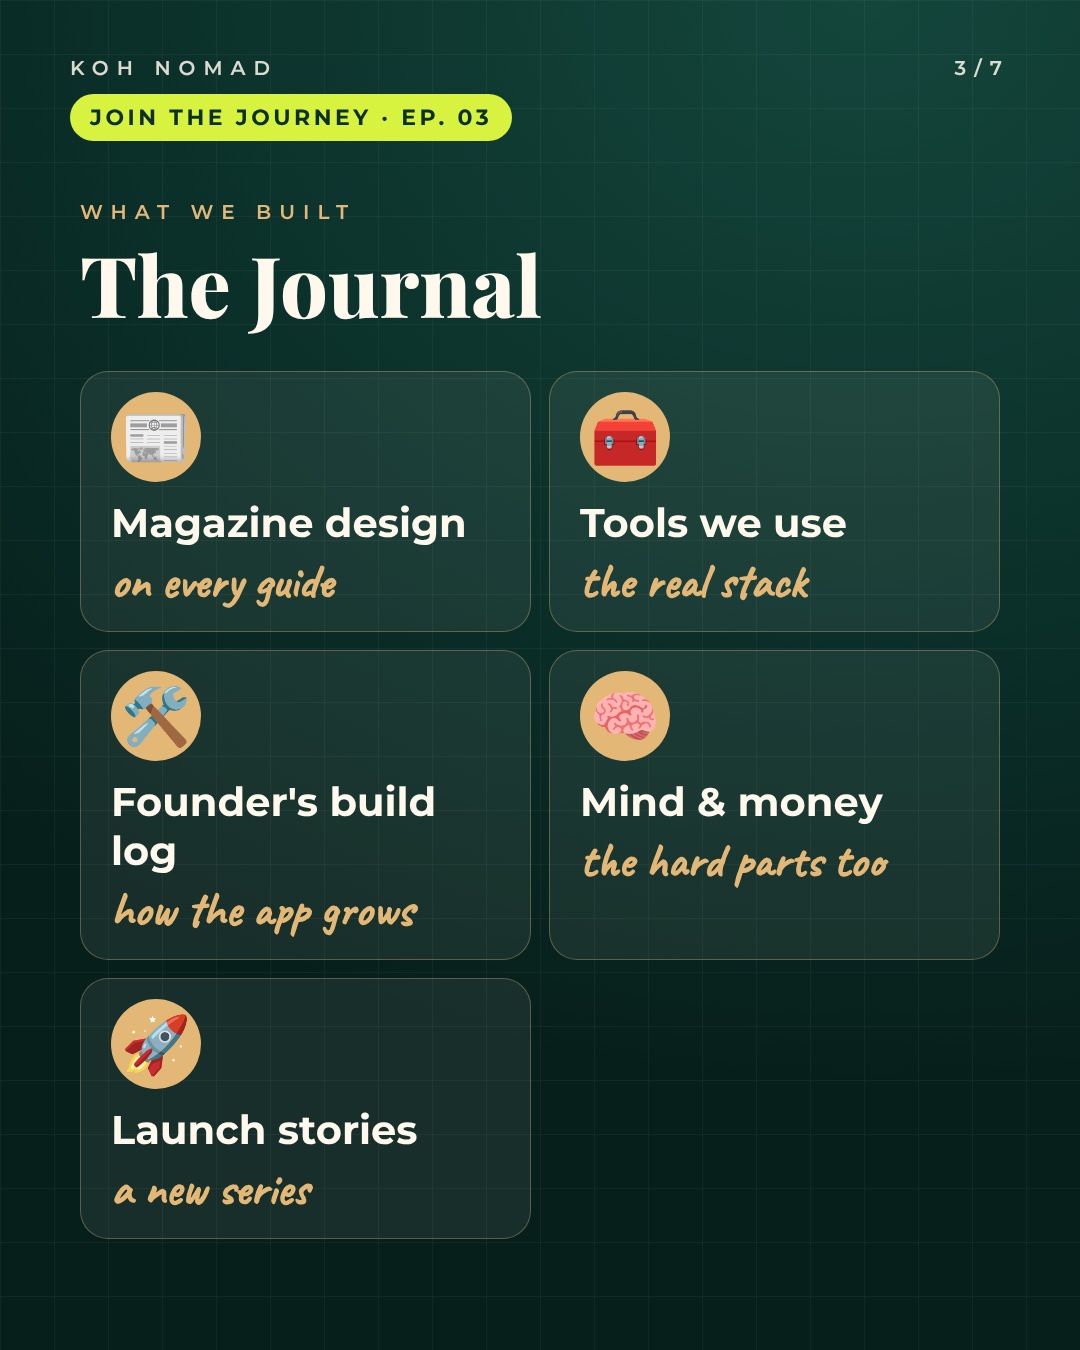 KOH NOMAD
3 / 7
JOIN THE JOURNEY · EP. 03
WHAT WE BUILT
The Journal
Magazine design
on every guide
Tools we use
the real stack
Founder's build
log
how the app grows
Mind & money
the hard parts too
Launch stories
a new series